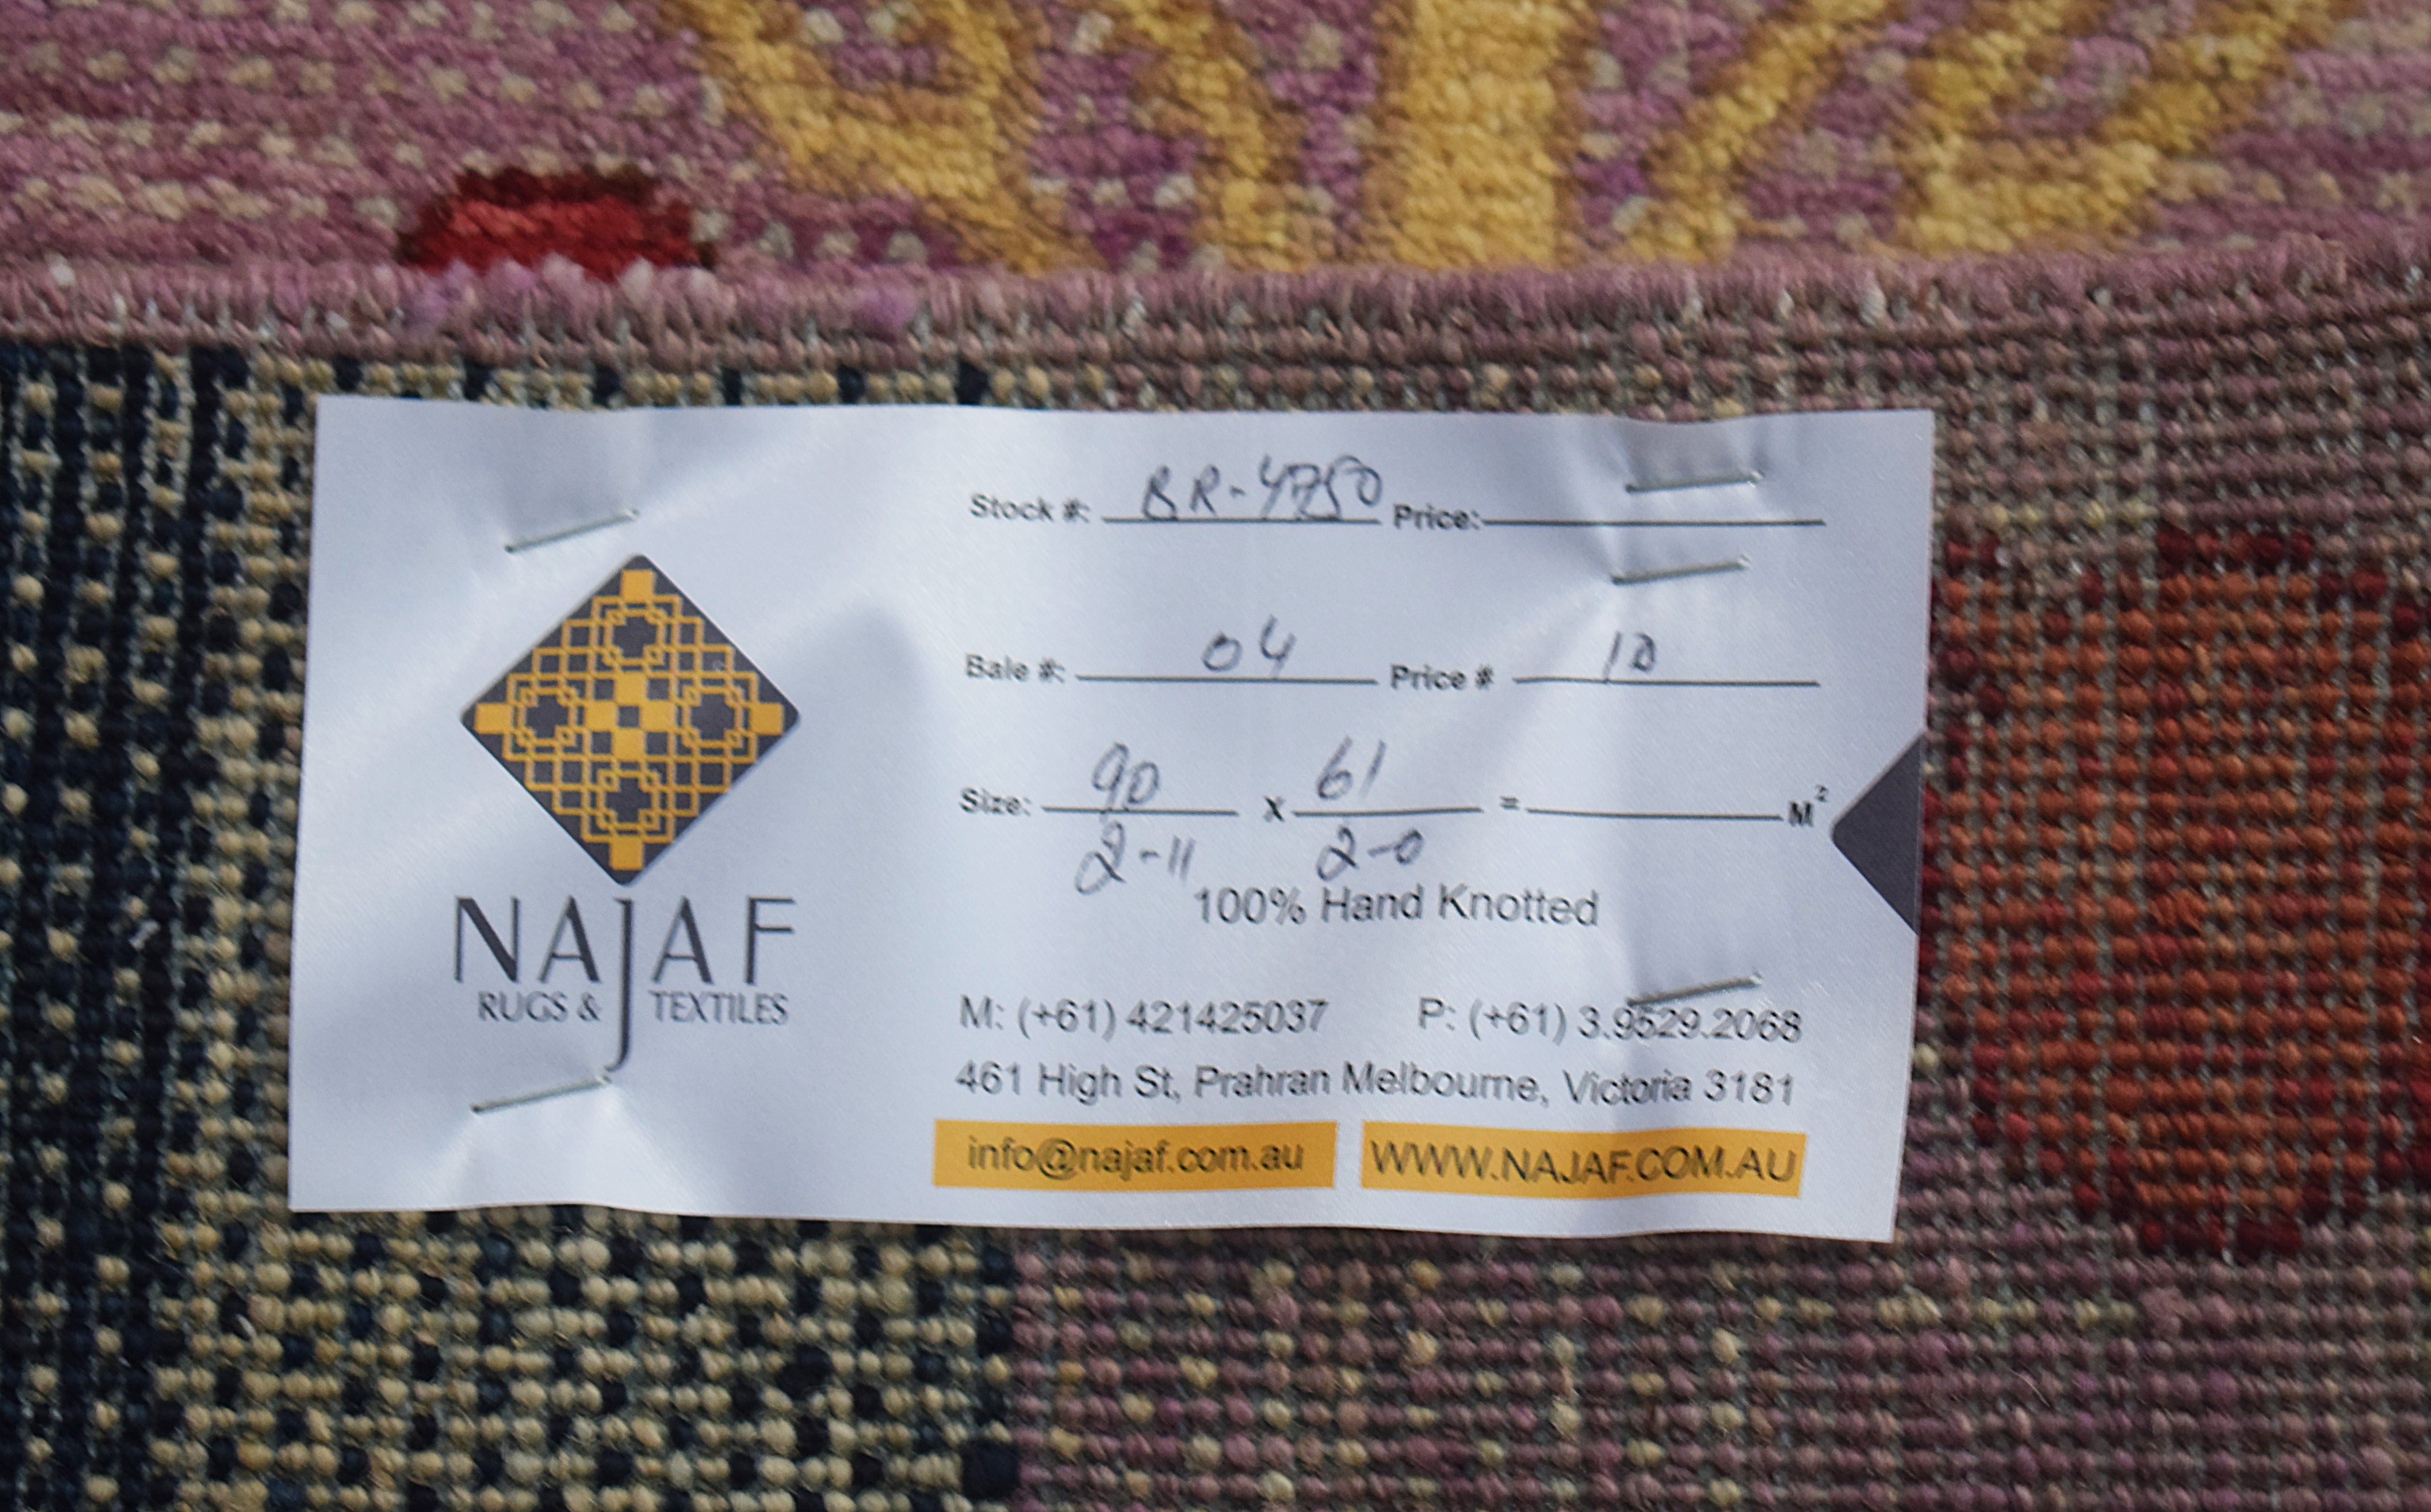 Stock #: BR-4750 Price:
Bale #: 04 Price # 10
Size: 90 x 61 = M²
2-11 2-0
100% Hand Knotted
NAJAF
RUGS & TEXTILES
M: (+61) 421425037 P: (+61) 3.9529.2068
461 High St, Prahran Melbourne, Victoria 3181
info@najaf.com.au WWW.NAJAF.COM.AU